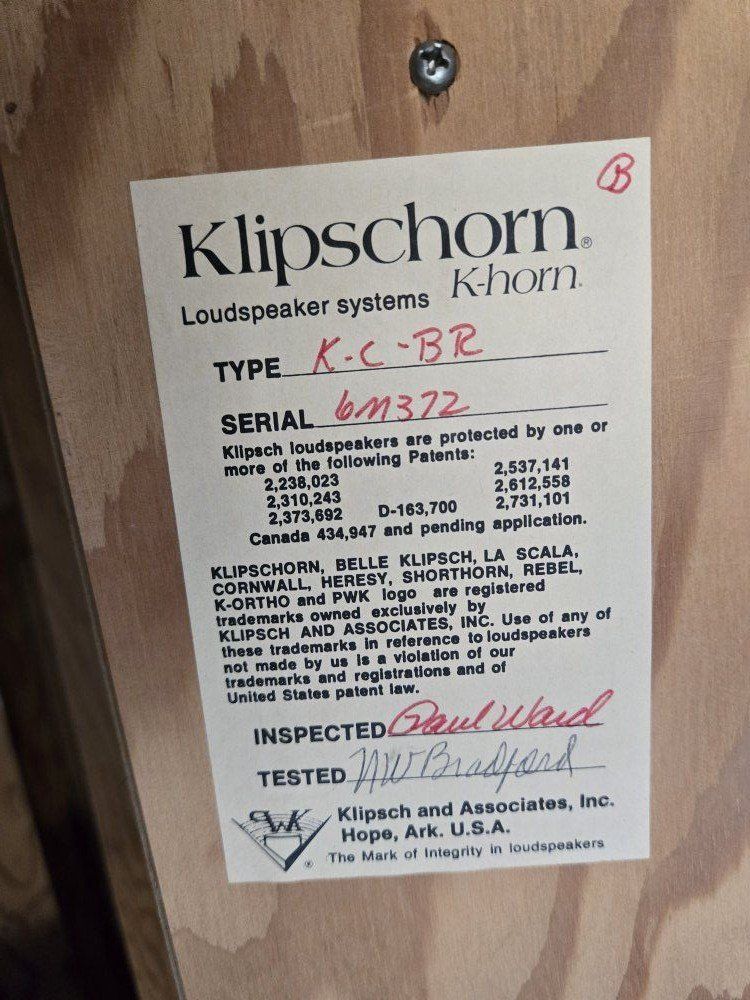 B
Klipschorn®
Loudspeaker systems K-horn.
TYPE K-C-BR
SERIAL 6M372
Klipsch loudspeakers are protected by one or
more of the following Patents:
2,238,023 2,537,141
2,310,243 2,612,558
2,373,692 D-163,700 2,731,101
Canada 434,947 and pending application.
KLIPSCHORN, BELLE KLIPSCH, LA SCALA,
CORNWALL, HERESY, SHORTHORN, REBEL,
K-ORTHO and PWK logo are registered
trademarks owned exclusively by
KLIPSCH AND ASSOCIATES, INC. Use of any of
these trademarks in reference to loudspeakers
not made by us is a violation of our
trademarks and registrations and of
United States patent law.
INSPECTED Paul Ward
TESTED NW Bradford
PWK ® Klipsch and Associates, Inc.
Hope, Ark. U.S.A.
The Mark of Integrity in loudspeakers